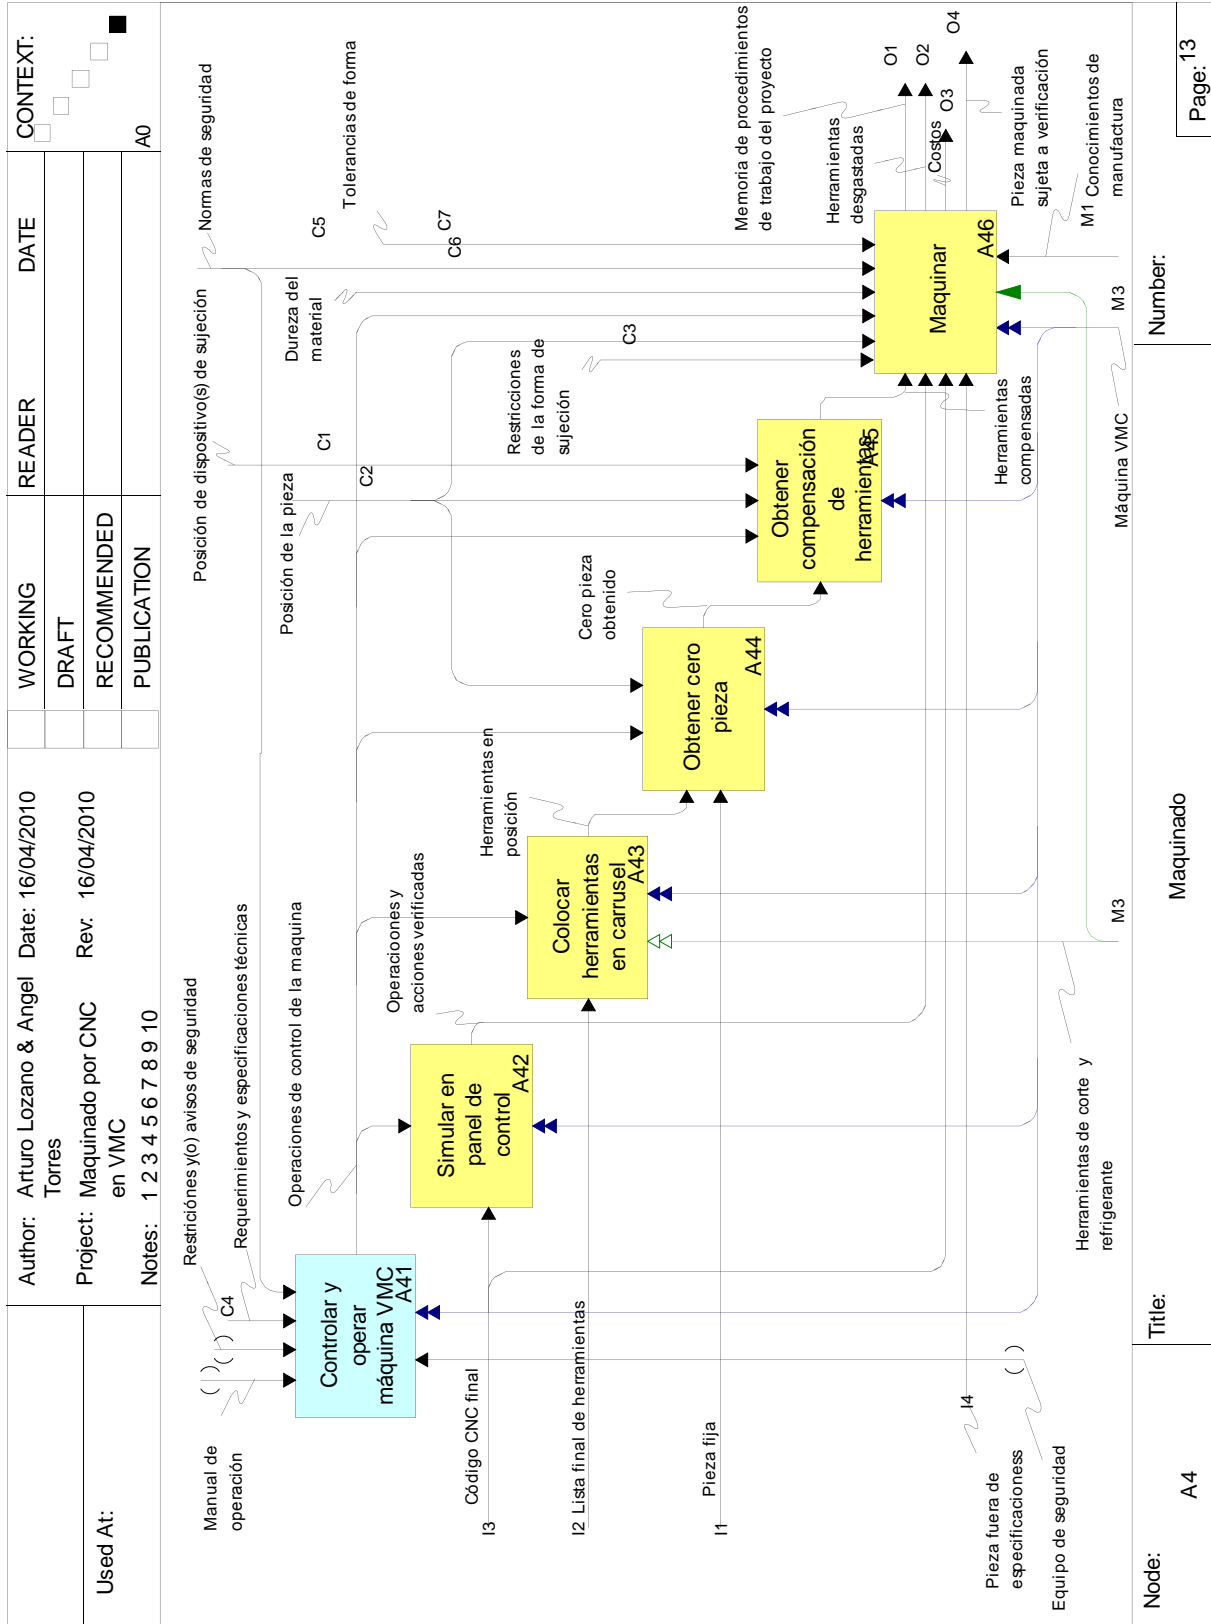 Used At:
Author: Arturo Lozano & Angel
Torres
Date: 16/04/2010
Project: Maquinado por CNC
en VMC
Rev: 16/04/2010
Notes: 1 2 3 4 5 6 7 8 9 10
WORKING
DRAFT
RECOMMENDED
PUBLICATION
READER
DATE
CONTEXT:
A0
Manual de
operación
Restriciónes y(o) avisos de seguridad
C4
Requerimientos y especificaciones técnicas
Operaciones de control de la maquina
Posición de dispositivo(s) de sujeción
Normas de seguridad
Posición de la pieza
C1
C2
Dureza del
material
C5
Tolerancias de forma
C6
C7
Restricciones
de la forma de
sujeción
C3
Controlar y
operar
máquina VMC
A41
Simular en
panel de
control
A42
Operacioones y
acciones verificadas
Colocar
herramientas
en carrusel
A43
Herramientas en
posición
Obtener cero
pieza
A44
Cero pieza
obtenido
Obtener
compensación
de
herramientas
A45
Herramientas
compensadas
Maquinar
A46
Memoria de procedimientos
de trabajo del proyecto
O1
Herramientas
desgastadas
O2
Costos
O3
O4
Pieza maquinada
sujeta a verificación
M1 Conocimientos de
manufactura
Código CNC final
I3
I2 Lista final de herramientas
Pieza fija
I1
I4
Pieza fuera de
especificacioness
Equipo de seguridad
Herramientas de corte y
refrigerante
M3
Máquina VMC
M3
Node:
A4
Title:
Maquinado
Number:
Page: 13